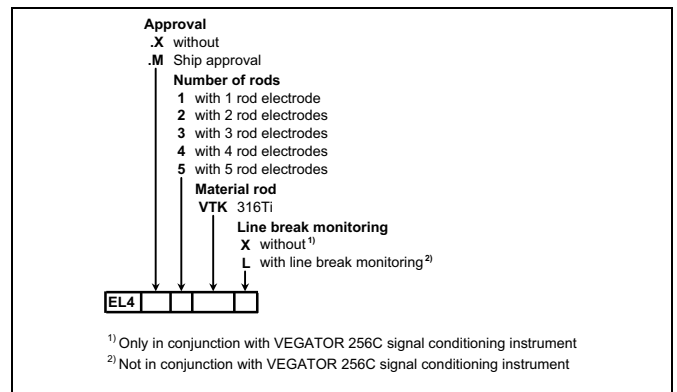 Approval
.X without
.M Ship approval
Number of rods
1 with 1 rod electrode
2 with 2 rod electrodes
3 with 3 rod electrodes
4 with 4 rod electrodes
5 with 5 rod electrodes
Material rod
VTK 316Ti
Line break monitoring
X without 1)
L with line break monitoring 2)
EL4
1) Only in conjunction with VEGATOR 256C signal conditioning instrument
2) Not in conjunction with VEGATOR 256C signal conditioning instrument